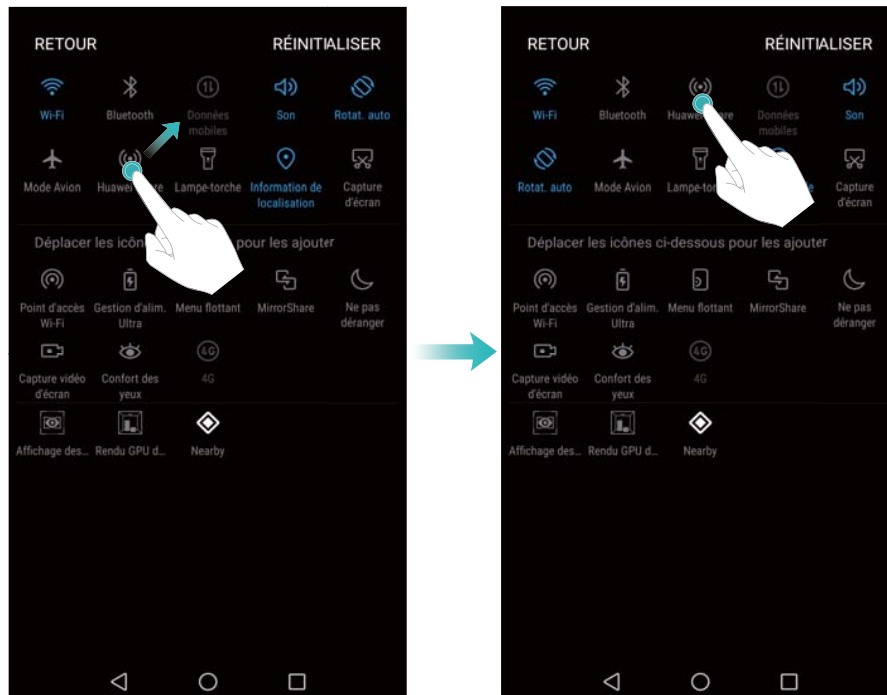 RETOUR RÉINITIALISER
Wi-Fi Bluetooth Données Son Rotat. auto
mobiles
Mode Avion Huawei Lampe-torche Information de Capture
localisation d'écran
Déplacer les pour les ajouter
Point d'accès Gestion d'alim. Menu flottant MirrorShare Ne pas
Wi-Fi Ultra déranger
Capture vidéo Confort des 4G
d'écran yeux
Affichage des... Rendu GPU d... Nearby
RETOUR RÉINITIALISER
Wi-Fi Bluetooth Huawei Données Son
mobiles
Rotat. auto Mode Avion Capture
d'écran
Déplacer les icônes ci-dessous pour les ajouter
Point d'accès Gestion d'alim. Menu flottant MirrorShare Ne pas
Wi-Fi Ultra déranger
Capture vidéo Confort des 4G
d'écran yeux
Affichage des... Rendu GPU d... Nearby